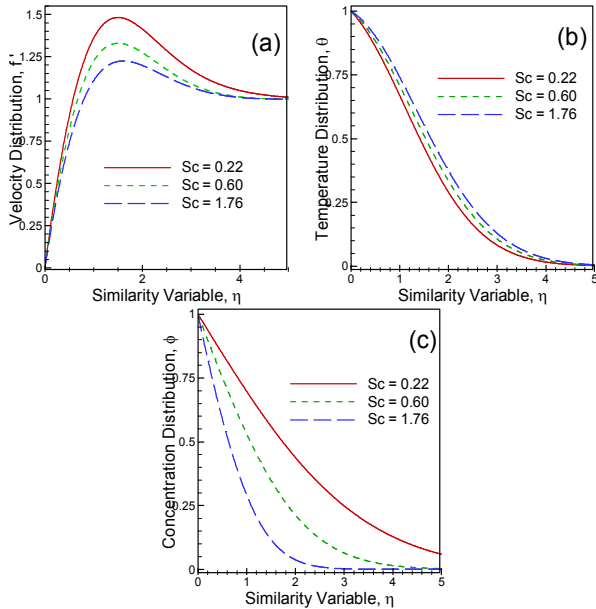 (a)
Velocity Distribution, f '
1.5
1.25
1
0.75
0.5
0.25
0
Sc = 0.22
Sc = 0.60
Sc = 1.76
0 2 4
Similarity Variable, η
(b)
Temperature Distribution, θ
1
0.75
0.5
0.25
0
Sc = 0.22
Sc = 0.60
Sc = 1.76
0 1 2 3 4 5
Similarity Variable, η
(c)
Concentration Distribution, ϕ
1
0.75
0.5
0.25
0
Sc = 0.22
Sc = 0.60
Sc = 1.76
0 1 2 3 4 5
Similarity Variable, η